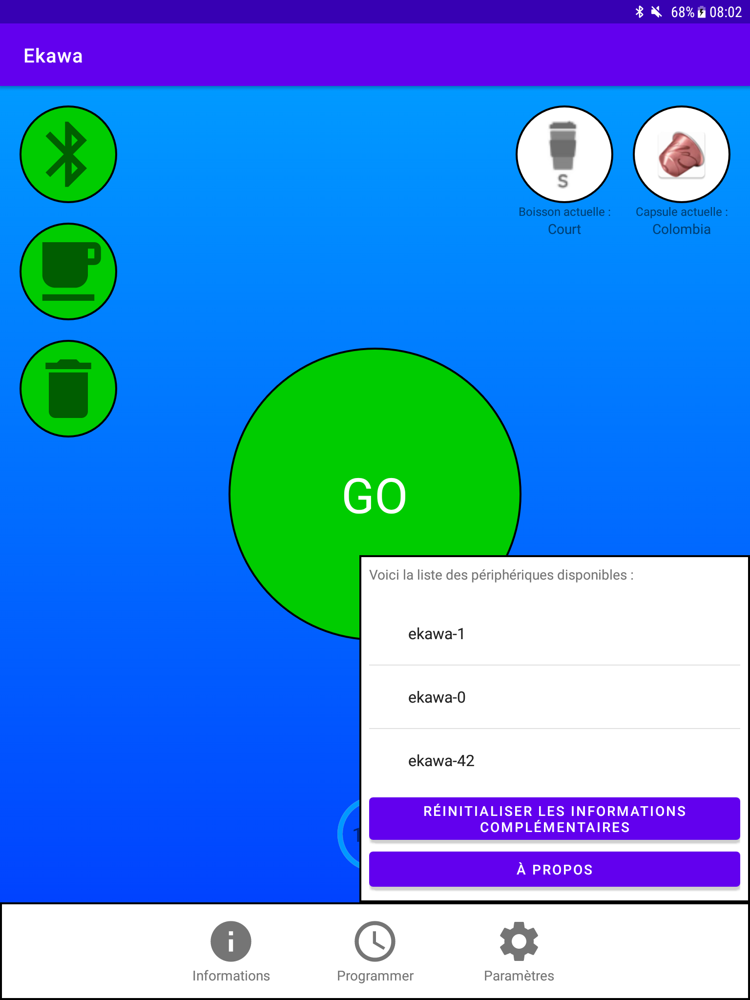 68% 08:02
Ekawa
S
Boisson actuelle :
Court
Capsule actuelle :
Colombia
GO
Voici la liste des périphériques disponibles :
ekawa-1
ekawa-0
ekawa-42
RÉINITIALISER LES INFORMATIONS
COMPLÉMENTAIRES
À PROPOS
Informations
Programmer
Paramètres